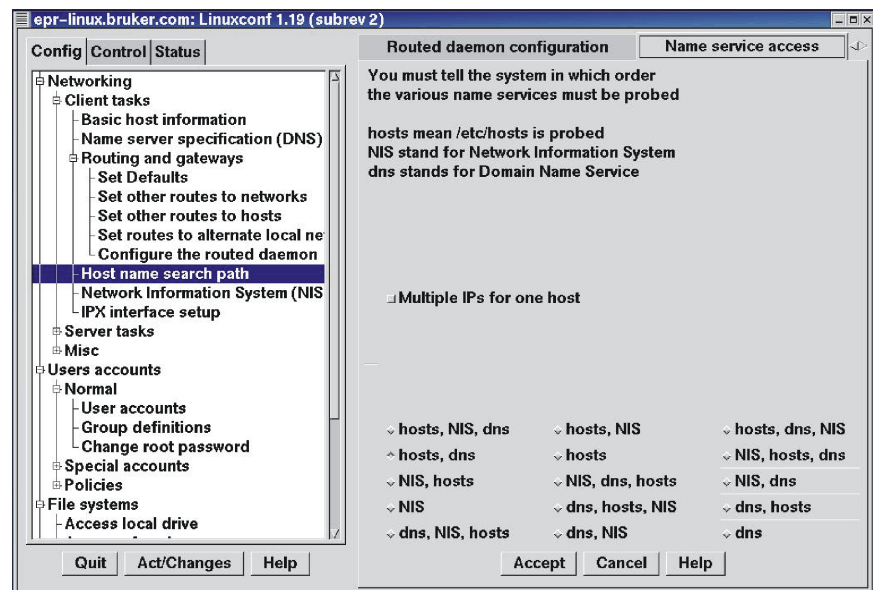 epr-linux.bruker.com: Linuxconf 1.19 (subrev 2)
Config Control Status
Networking
Client tasks
Basic host information
Name server specification (DNS)
Routing and gateways
Set Defaults
Set other routes to networks
Set other routes to hosts
Set routes to alternate local ne
Configure the routed daemon
Host name search path
Network Information System (NIS
IPX interface setup
Server tasks
Misc
Users accounts
Normal
User accounts
Group definitions
Change root password
Special accounts
Policies
File systems
Access local drive
Quit Act/Changes Help
Routed daemon configuration Name service access
You must tell the system in which order
the various name services must be probed
hosts mean /etc/hosts is probed
NIS stand for Network Information System
dns stands for Domain Name Service
Multiple IPs for one host
hosts, NIS, dns hosts, NIS hosts, dns, NIS
hosts, dns hosts NIS, hosts, dns
NIS, hosts NIS, dns, hosts NIS, dns
NIS dns, hosts, NIS dns, hosts
dns, NIS, hosts dns, NIS dns
Accept Cancel Help